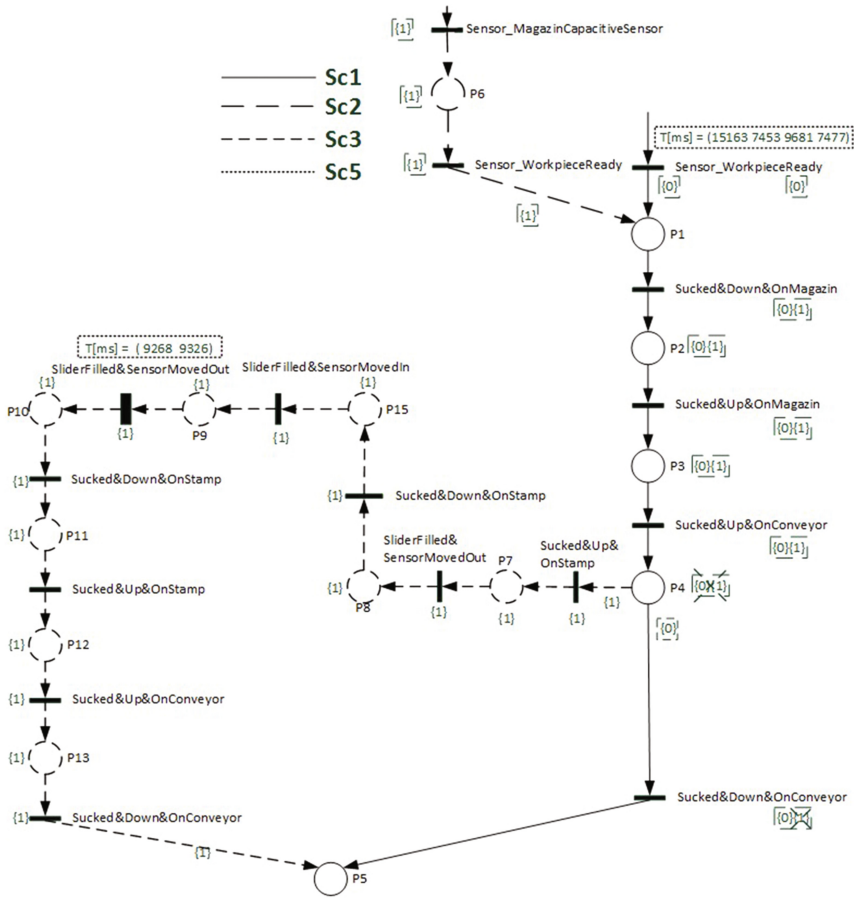 {1} Sensor_MagazinCapacitiveSensor
Sc1
Sc2
Sc3
Sc5
{1} P6
T[ms] = (15163 7453 9681 7477)
{1} Sensor_WorkpieceReady
Sensor_WorkpieceReady
{0} {0}
{1}
P1
Sucked&Down&OnMagazin
{0}{1}
P2 {0}{1}
T[ms] = ( 9268 9326)
SliderFilled&SensorMovedOut
SliderFilled&SensorMovedIn
{1} {1} {1}
P10 P9 P15
{1} {1}
Sucked&Up&OnMagazin
{0}{1}
P3 {0}{1}
{1} Sucked&Down&OnStamp
{1} Sucked&Down&OnStamp
Sucked&Up&OnConveyor
{0}{1}
{1} P11
SliderFilled&
SensorMovedOut
Sucked&Up&
OnStamp
P7
{1} Sucked&Up&OnStamp
{1} P8
{1} {1} {1} {1}
P4 {0}{1}
{0}
{1} P12
{1} Sucked&Up&OnConveyor
{1} P13
Sucked&Down&OnConveyor
{0}{1}
{1} Sucked&Down&OnConveyor
{1}
P5